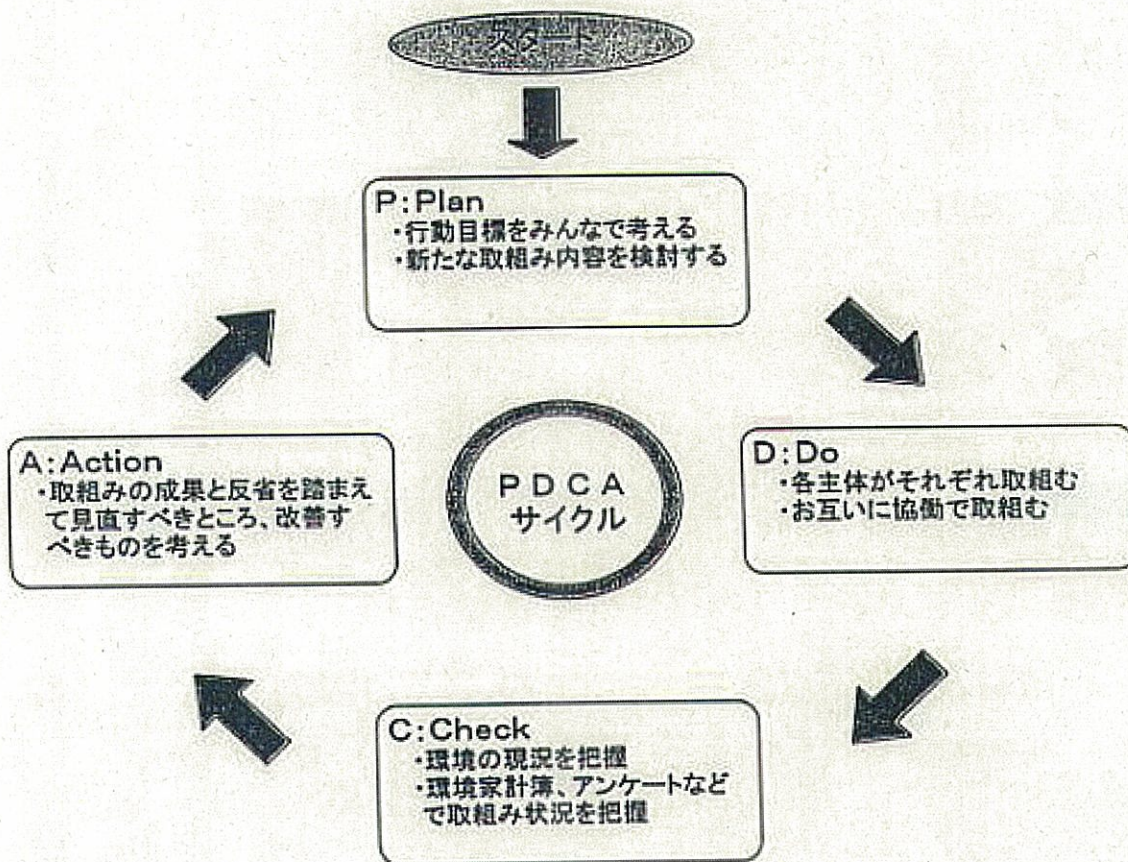 スタート
P:Plan
・行動目標をみんなで考える
・新たな取組み内容を検討する
A:Action
・取組みの成果と反省を踏まえ
て見直すべきところ、改善す
べきものを考える
PDCA
サイクル
D:Do
・各主体がそれぞれ取組む
・お互いに協働で取組む
C:Check
・環境の現況を把握
・環境家計簿、アンケートなど
で取組み状況を把握